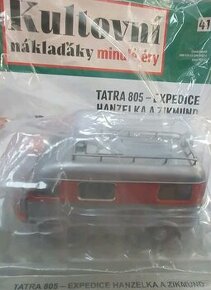 Kultovní
náklaďáky minulé éry
41
TATRA 805 – EXPEDICE
HANZELKA A ZIKMUND
TATRA 805 – EXPEDICE HANZELKA A ZIKMUND